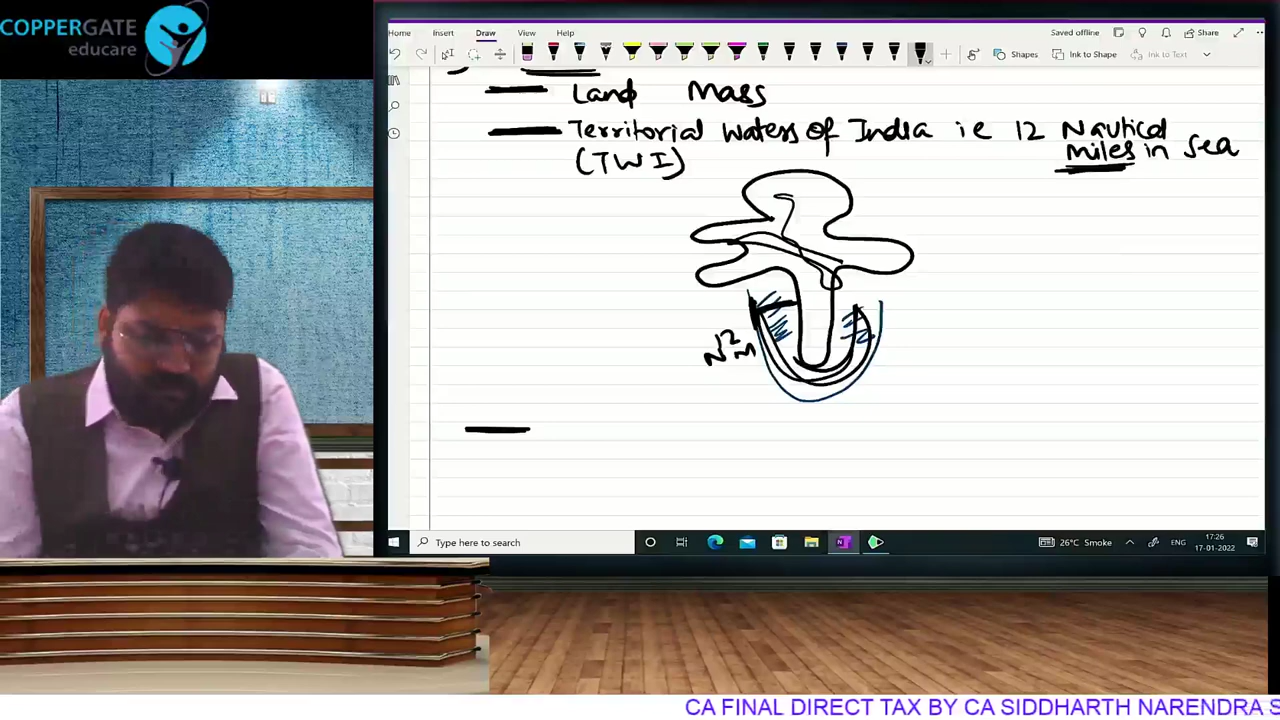 COPPERGATE
educare
Home Insert Draw View Help
Saved offline
Share
Shapes
Ink to Shape
Ink to Text
Land Mass
Territorial Waters of India ie 12 Nautical
miles in sea
(TWI)
12
NM
Type here to search
26°C Smoke
ENG
17:26
17-01-2022
CA FINAL DIRECT TAX BY CA SIDDHARTH NARENDRA S